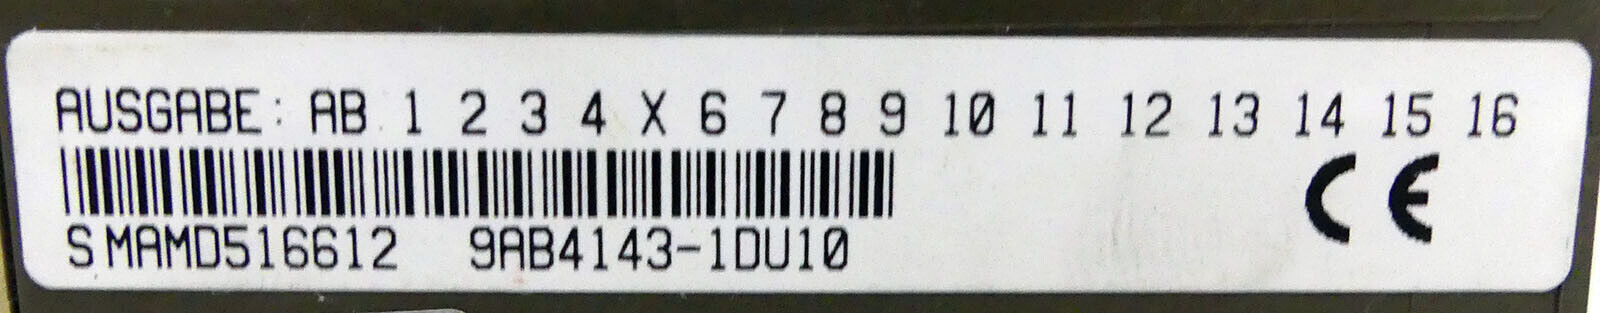 AUSGABE: AB 1 2 3 4 X 6 7 8 9 10 11 12 13 14 15 16
CE
S MAMD516612 9AB4143-1DU10